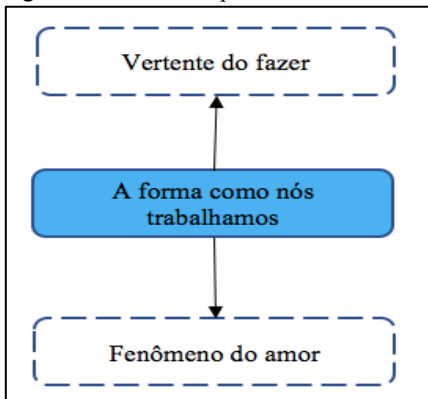 Vertente do fazer
A forma como nós
trabalhamos
Fenômeno do amor